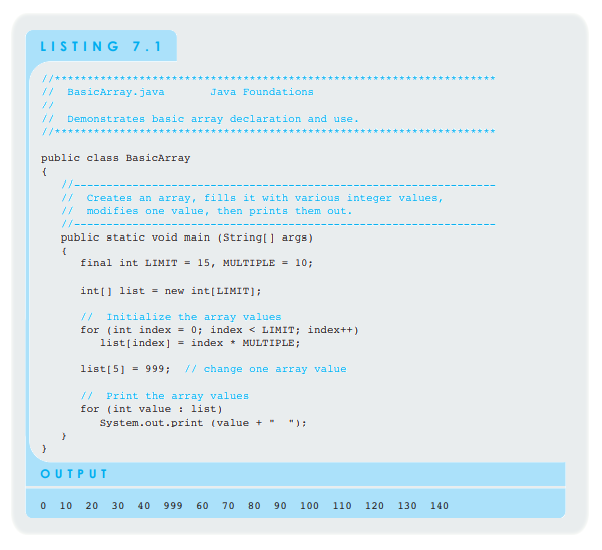 LISTING 7.1
//********************************************************************
//  BasicArray.java       Java Foundations
//
//  Demonstrates basic array declaration and use.
//********************************************************************
public class BasicArray
{
   //-----------------------------------------------------------------
   //  Creates an array, fills it with various integer values,
   //  modifies one value, then prints them out.
   //-----------------------------------------------------------------
   public static void main (String[] args)
   {
      final int LIMIT = 15, MULTIPLE = 10;
      int[] list = new int[LIMIT];
      //  Initialize the array values
      for (int index = 0; index < LIMIT; index++)
         list[index] = index * MULTIPLE;
      list[5] = 999;  // change one array value
      //  Print the array values
      for (int value : list)
         System.out.print (value + "  ");
   }
}
OUTPUT
0  10  20  30  40  999  60  70  80  90  100  110  120  130  140